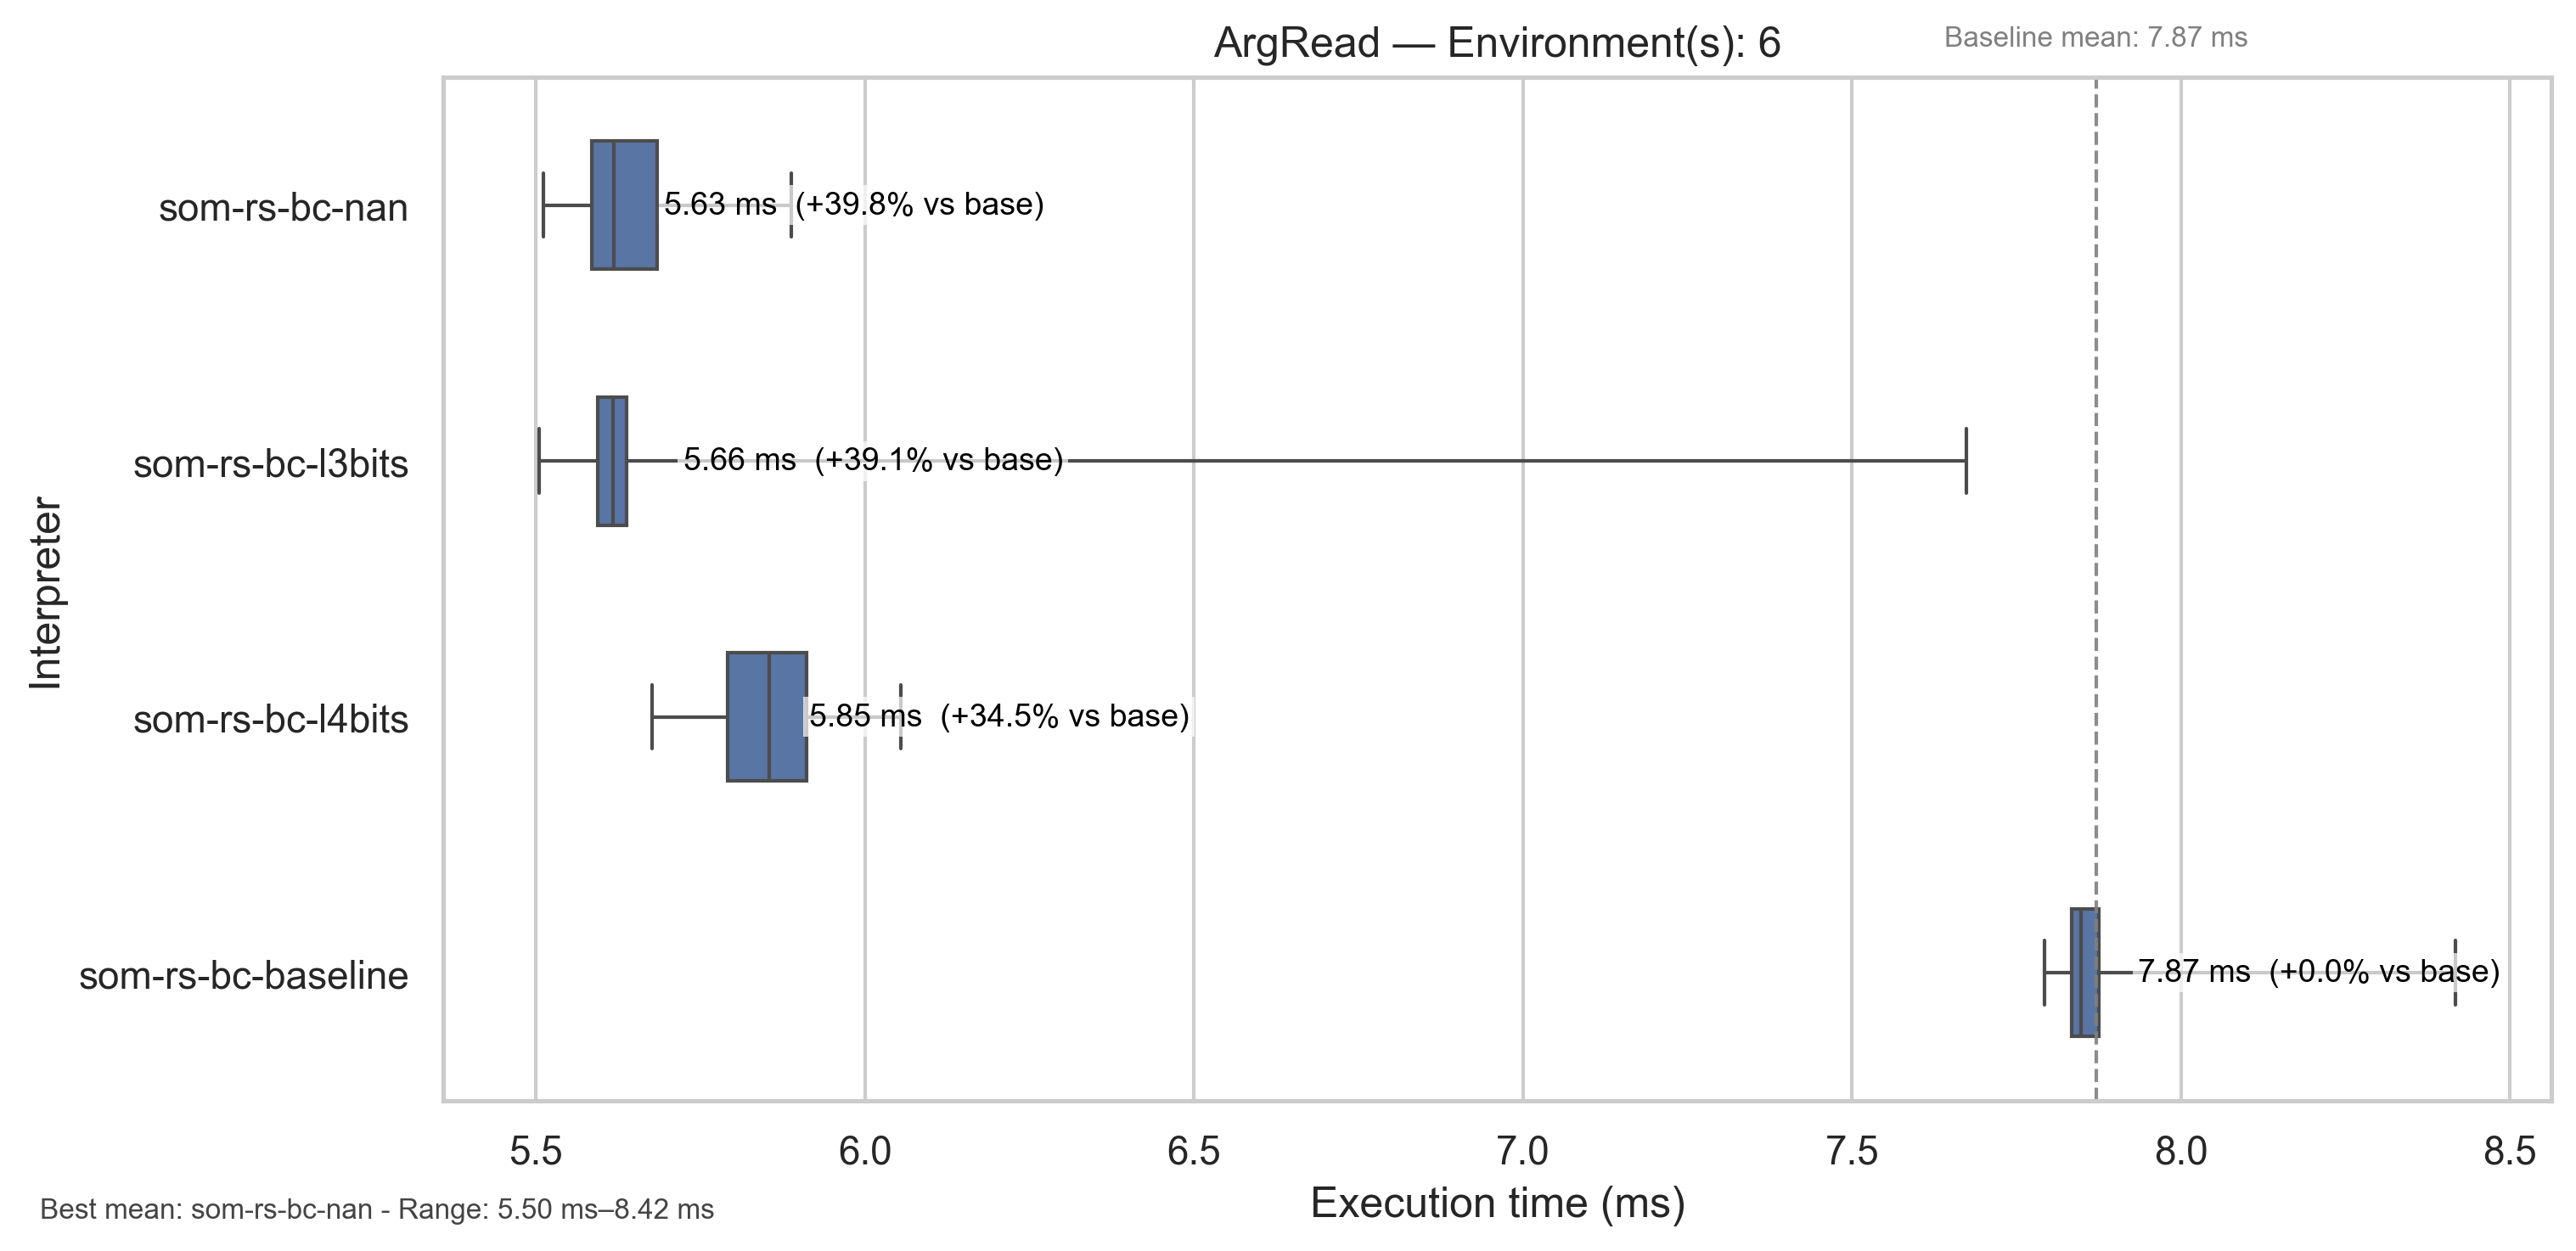 ArgRead — Environment(s): 6
Baseline mean: 7.87 ms
Interpreter
som-rs-bc-nan
5.63 ms (+39.8% vs base)
som-rs-bc-l3bits
5.66 ms (+39.1% vs base)
som-rs-bc-l4bits
5.85 ms (+34.5% vs base)
som-rs-bc-baseline
7.87 ms (+0.0% vs base)
5.5 6.0 6.5 7.0 7.5 8.0 8.5
Execution time (ms)
Best mean: som-rs-bc-nan - Range: 5.50 ms–8.42 ms